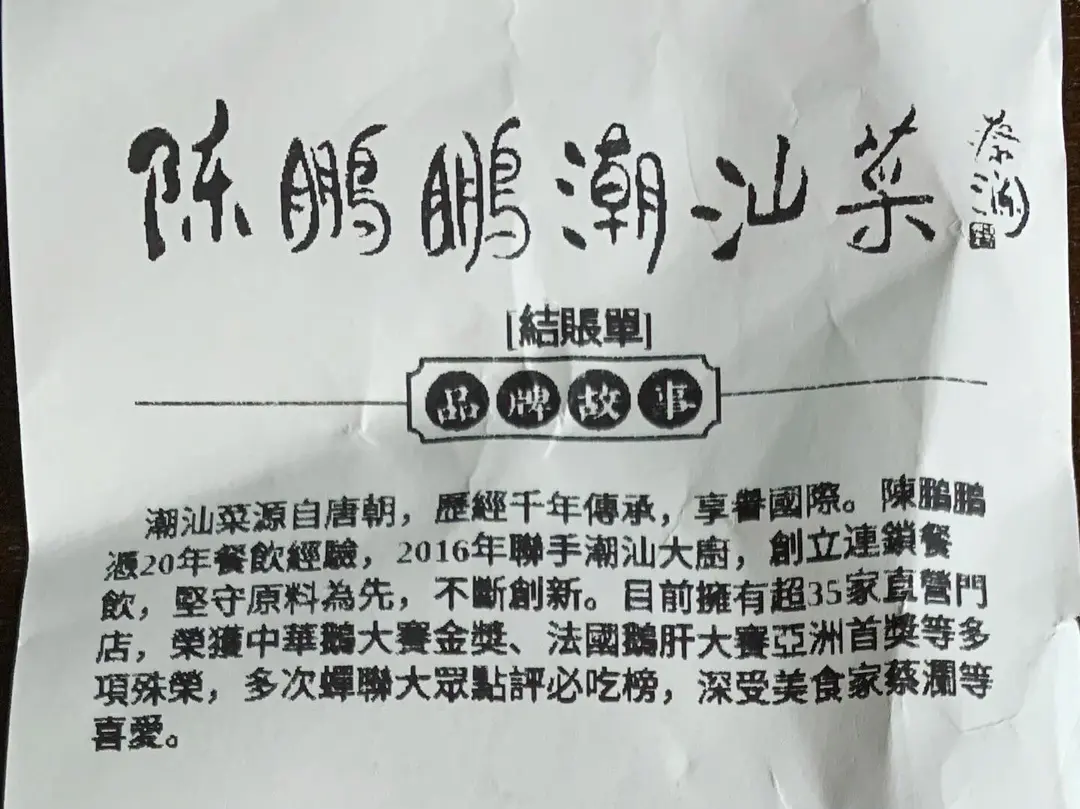 陈鹏鹏潮汕菜
蔡澜
[結賬單]
品牌故事
潮汕菜源自唐朝，歷經千年傳承，享譽國際。陳鵬鵬
憑20年餐飲經驗，2016年聯手潮汕大廚，創立連鎖餐
飲，堅守原料為先，不斷創新。目前擁有超35家直營門
店，榮獲中華鵝大賽金獎、法國鵝肝大賽亞洲首獎等多
項殊榮，多次蟬聯大眾點評必吃榜，深受美食家蔡瀾等
喜愛。